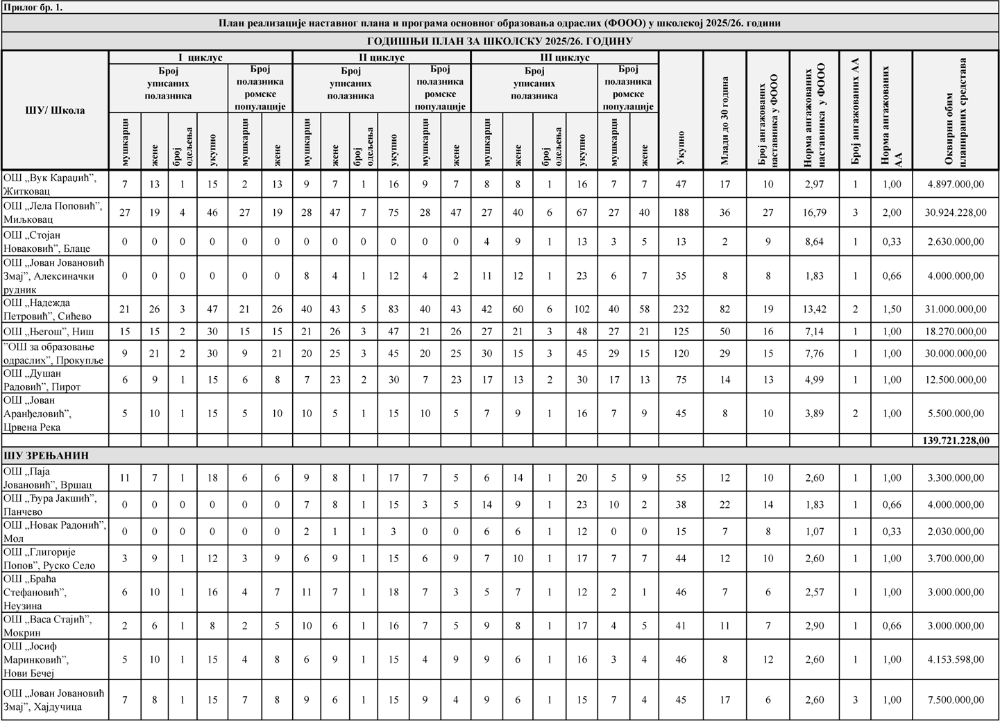 Прилог бр. 1.
План реализације наставног плана и програма основног образовања одраслих (ФООО) у школској 2025/26. години
ГОДИШЊИ ПЛАН ЗА ШКОЛСКУ 2025/26. ГОДИНУ
ШУ/ Школа
I циклус
II циклус
III циклус
Број уписаних полазника
Број полазника ромске популације
Број уписаних полазника
Број полазника ромске популације
Број уписаних полазника
Број полазника ромске популације
мушкарци
жене
број одељења
укупно
мушкарци
жене
мушкарци
жене
број одељења
укупно
мушкарци
жене
мушкарци
жене
број одељења
укупно
мушкарци
жене
Укупно
Млади до 30 година
Број ангажованих наставника у ФООО
Норма ангажованих наставника у ФООО
Број ангажованих АА
Норма ангажованих АА
Оквирни обим планираних средстава
ОШ „Вук Караџић”, Житковац 7 13 1 15 2 13 9 7 1 16 9 7 8 8 1 16 7 7 47 17 10 2,97 1 1,00 4.897.000,00
ОШ „Лела Поповић”, Миљковац 27 19 4 46 27 19 28 47 7 75 28 47 27 40 6 67 27 40 188 36 27 16,79 3 2,00 30.924.228,00
ОШ „Стојан Новаковић”, Блаце 0 0 0 0 0 0 0 0 0 0 0 0 4 9 1 13 3 5 13 2 9 8,64 1 0,33 2.630.000,00
ОШ „Јован Јовановић Змај”, Алексиначки рудник 0 0 0 0 0 0 8 4 1 12 4 2 11 12 1 23 6 7 35 8 8 1,83 1 0,66 4.000.000,00
ОШ „Надежда Петровић”, Сићево 21 26 3 47 21 26 40 43 5 83 40 43 42 60 6 102 40 58 232 82 19 13,42 2 1,50 31.000.000,00
ОШ „Његош”, Ниш 15 15 2 30 15 15 21 26 3 47 21 26 27 21 3 48 27 21 125 50 16 7,14 1 1,00 18.270.000,00
”ОШ за образовање одраслих”, Прокупље 9 21 2 30 9 21 20 25 3 45 20 25 30 15 3 45 29 15 120 29 15 7,76 1 1,00 30.000.000,00
ОШ „Душан Радовић”, Пирот 6 9 1 15 6 8 7 23 2 30 7 23 17 13 2 30 17 13 75 14 13 4,99 1 1,00 12.500.000,00
ОШ „Јован Аранђеловић”, Црвена Река 5 10 1 15 5 10 10 5 1 15 10 5 7 9 1 16 7 9 45 8 10 3,89 2 1,00 5.500.000,00
139.721.228,00
ШУ ЗРЕЊАНИН
ОШ „Паја Јовановић”, Вршац 11 7 1 18 6 6 9 8 1 17 7 5 6 14 1 20 5 9 55 12 10 2,60 1 1,00 3.300.000,00
ОШ „Ђура Јакшић”, Панчево 0 0 0 0 0 0 7 8 1 15 3 5 14 9 1 23 10 2 38 22 14 1,83 1 0,66 4.000.000,00
ОШ „Новак Радонић”, Мол 0 0 0 0 0 0 2 1 1 3 0 0 6 6 1 12 0 0 15 7 8 1,07 1 0,33 2.030.000,00
ОШ „Глигорије Попов”, Руско Село 3 9 1 12 3 9 6 9 1 15 6 9 7 10 1 17 7 7 44 12 10 2,60 1 1,00 3.700.000,00
ОШ „Браћа Стефановић”, Неузина 6 10 1 16 4 7 11 7 1 18 7 3 5 7 1 12 2 1 46 7 6 2,57 1 1,00 3.000.000,00
ОШ „Васа Стајић”, Мокрин 2 6 1 8 2 5 10 6 1 16 7 5 9 8 1 17 4 5 41 11 7 2,90 1 0,66 3.000.000,00
ОШ „Јосиф Маринковић”, Нови Бечеј 5 10 1 15 4 8 6 9 1 15 4 9 9 6 1 16 3 4 46 8 12 2,60 1 1,00 4.153.598,00
ОШ „Јован Јовановић Змај”, Хајдучица 7 8 1 15 7 8 9 6 1 15 9 4 9 6 1 15 7 4 45 17 6 2,60 3 1,00 7.500.000,00